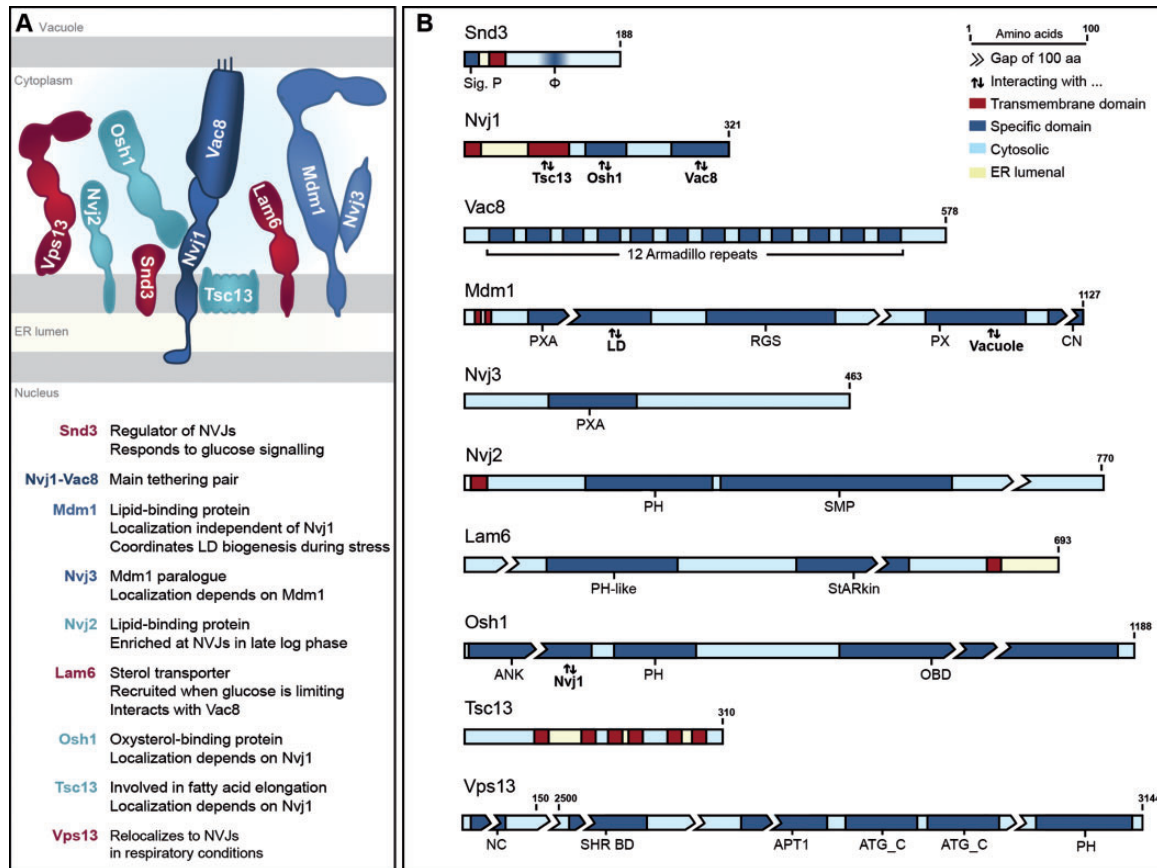 A
Vacuole
Cytoplasm
Vps13
Nvj2
Osh1
Snd3
Nvj1
Vac8
Tsc13
Lam6
Mdm1
Nvj3
ER lumen
Nucleus
Snd3 Regulator of NVJs
Responds to glucose signalling
Nvj1-Vac8 Main tethering pair
Mdm1 Lipid-binding protein
Localization independent of Nvj1
Coordinates LD biogenesis during stress
Nvj3 Mdm1 paralogue
Localization depends on Mdm1
Nvj2 Lipid-binding protein
Enriched at NVJs in late log phase
Lam6 Sterol transporter
Recruited when glucose is limiting
Interacts with Vac8
Osh1 Oxysterol-binding protein
Localization depends on Nvj1
Tsc13 Involved in fatty acid elongation
Localization depends on Nvj1
Vps13 Relocalizes to NVJs
in respiratory conditions
B
Snd3
188
Sig. P Φ
1 100
Amino acids
Gap of 100 aa
Interacting with ...
Transmembrane domain
Specific domain
Cytosolic
ER lumenal
Nvj1
321
Tsc13 Osh1 Vac8
Vac8
578
12 Armadillo repeats
Mdm1
1127
PXA LD RGS PX Vacuole CN
Nvj3
463
PXA
Nvj2
770
PH SMP
Lam6
693
PH-like StARkin
Osh1
1188
ANK Nvj1 PH OBD
Tsc13
310
Vps13
150 2500 3144
NC SHR BD APT1 ATG_C ATG_C PH